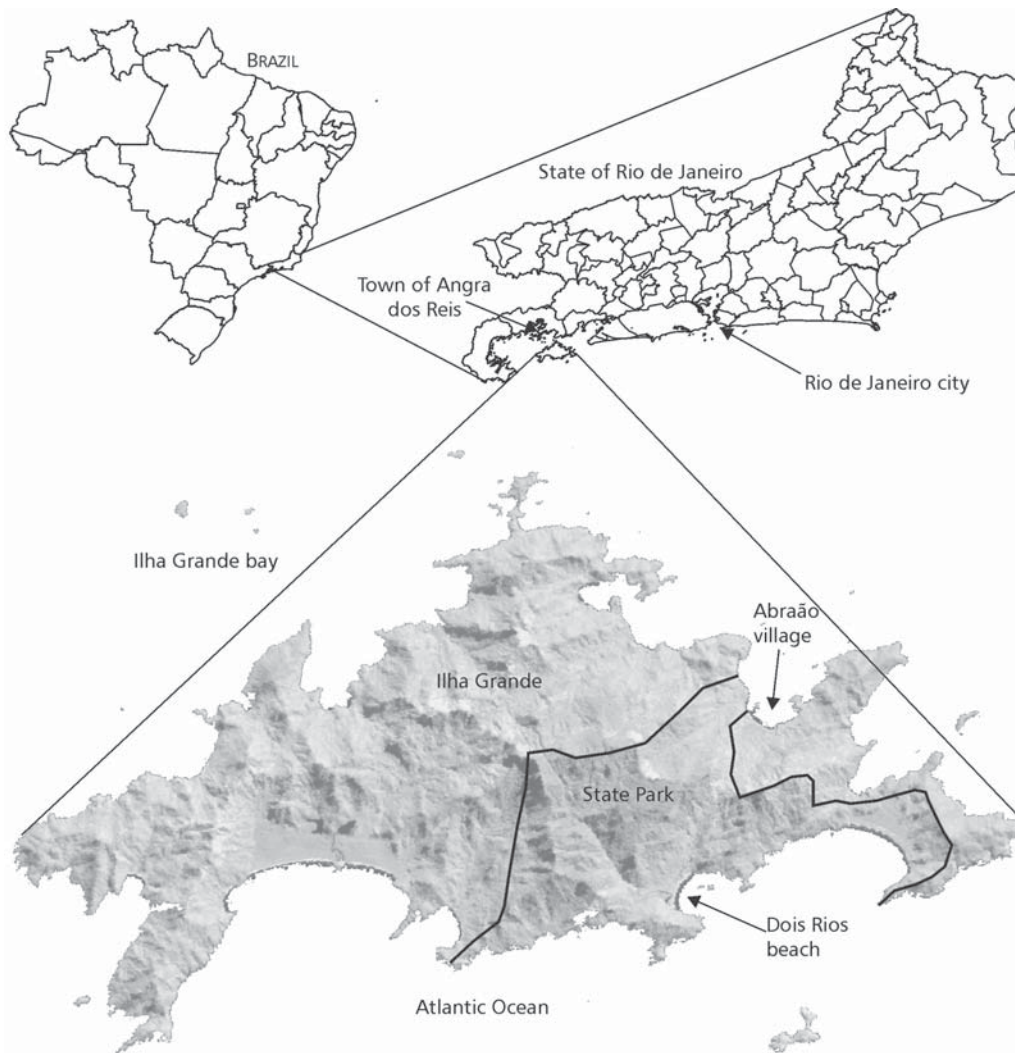 BRAZIL
State of Rio de Janeiro
Town of Angra
dos Reis
Rio de Janeiro city
Ilha Grande bay
Abraão
village
Ilha Grande
State Park
Dois Rios
beach
Atlantic Ocean